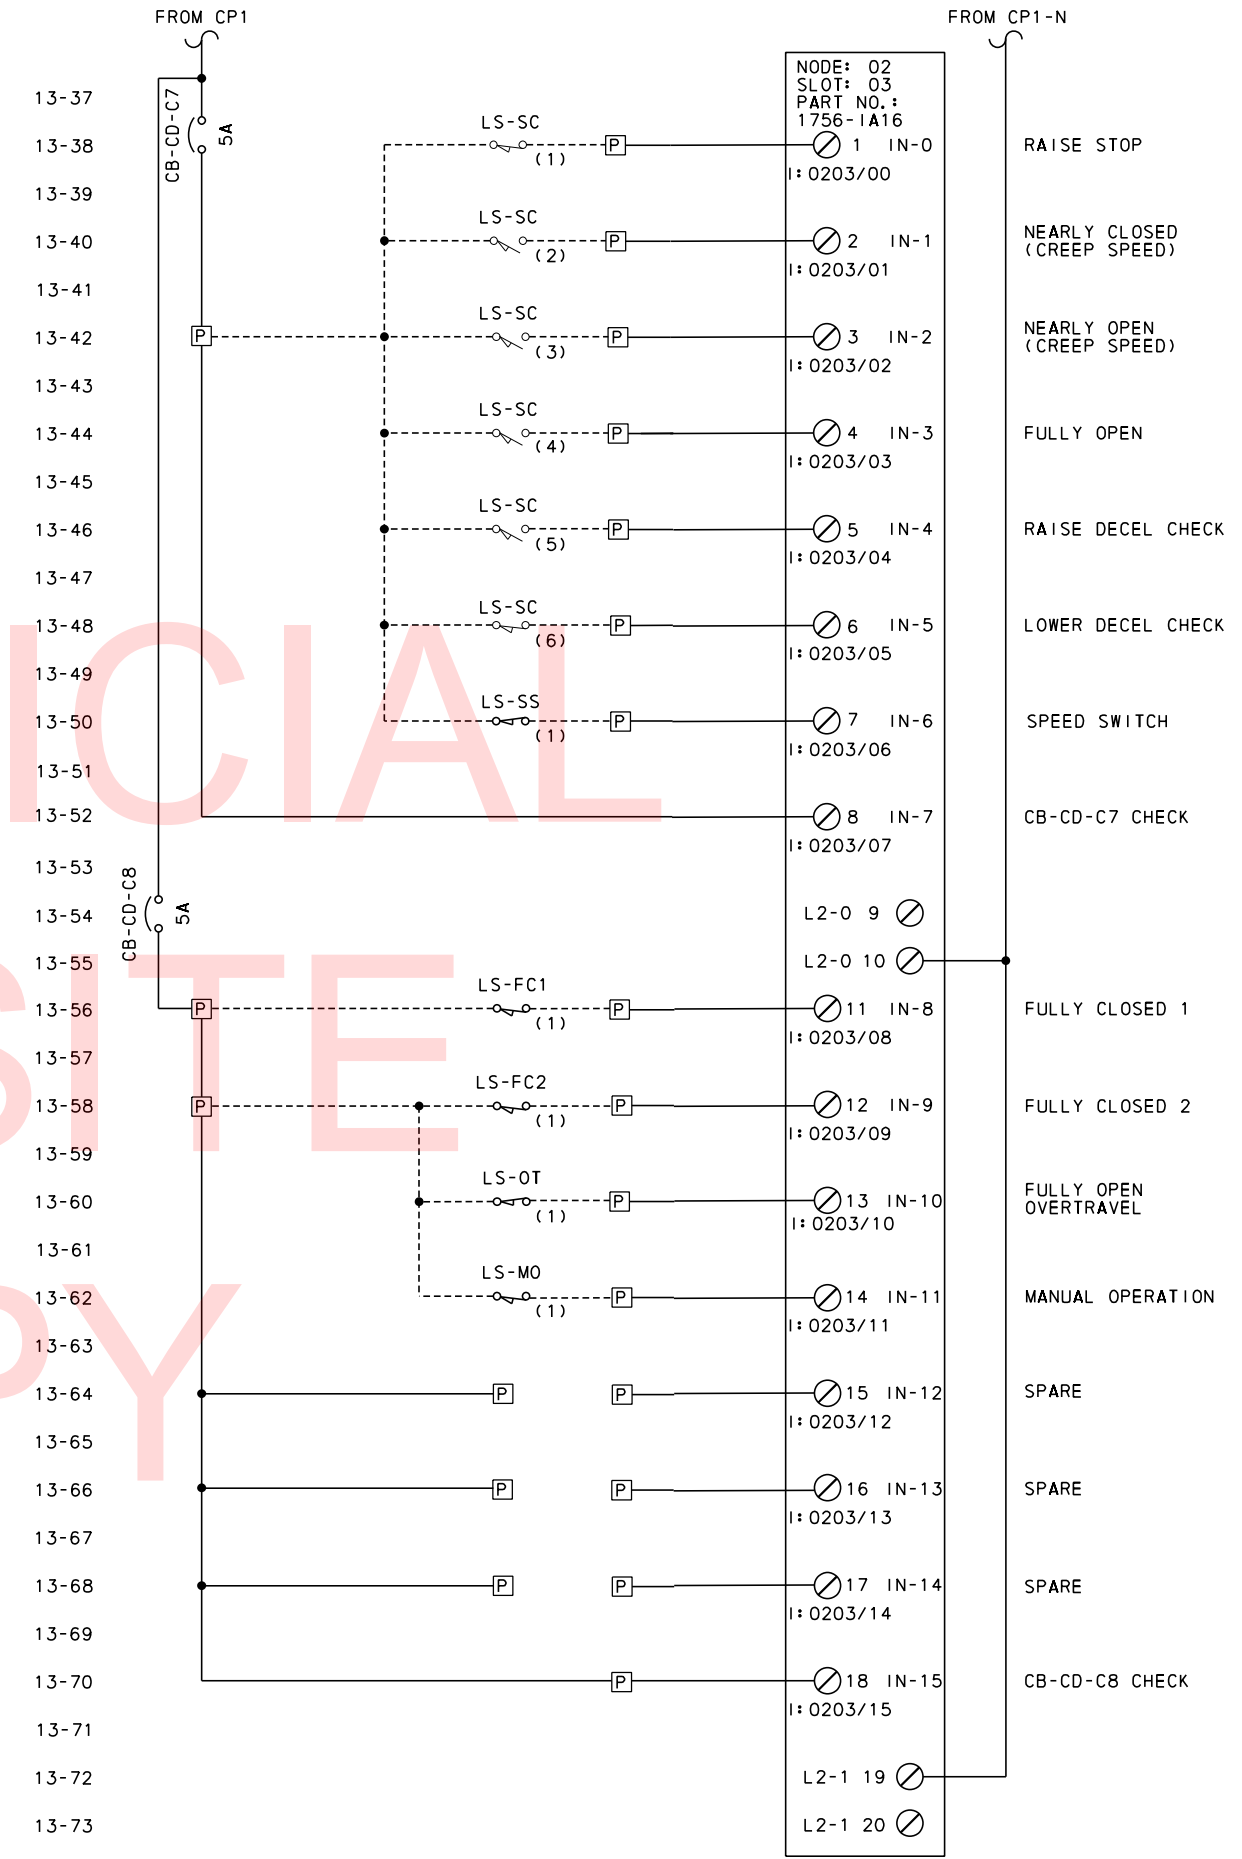 FROM CP1
FROM CP1-N
NODE: 02
SLOT: 03
PART NO.:
1756-IA16
13-37
CB-CD-C7
5A
13-38
LS-SC
(1)
P
1 IN-0
I:0203/00
RAISE STOP
13-39
13-40
LS-SC
(2)
P
2 IN-1
I:0203/01
NEARLY CLOSED
(CREEP SPEED)
13-41
13-42
P
LS-SC
(3)
P
3 IN-2
I:0203/02
NEARLY OPEN
(CREEP SPEED)
13-43
13-44
LS-SC
(4)
P
4 IN-3
I:0203/03
FULLY OPEN
13-45
13-46
LS-SC
(5)
P
5 IN-4
I:0203/04
RAISE DECEL CHECK
13-47
13-48
LS-SC
(6)
P
6 IN-5
I:0203/05
LOWER DECEL CHECK
13-49
13-50
LS-SS
(1)
P
7 IN-6
I:0203/06
SPEED SWITCH
13-51
13-52
8 IN-7
I:0203/07
CB-CD-C7 CHECK
13-53
13-54
CB-CD-C8
5A
L2-0 9
13-55
L2-0 10
13-56
P
LS-FC1
(1)
P
11 IN-8
I:0203/08
FULLY CLOSED 1
13-57
13-58
P
LS-FC2
(1)
P
12 IN-9
I:0203/09
FULLY CLOSED 2
13-59
13-60
LS-OT
(1)
P
13 IN-10
I:0203/10
FULLY OPEN
OVERTRAVEL
13-61
13-62
LS-MO
(1)
P
14 IN-11
I:0203/11
MANUAL OPERATION
13-63
13-64
P
P
15 IN-12
I:0203/12
SPARE
13-65
13-66
P
P
16 IN-13
I:0203/13
SPARE
13-67
13-68
P
P
17 IN-14
I:0203/14
SPARE
13-69
13-70
P
18 IN-15
I:0203/15
CB-CD-C8 CHECK
13-71
13-72
L2-1 19
13-73
L2-1 20
ICIAL
SITE
PY